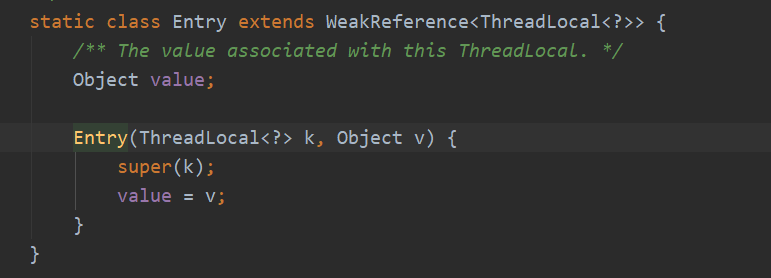 static class Entry extends WeakReference<ThreadLocal<?>> {
/** The value associated with this ThreadLocal. */
Object value;
Entry(ThreadLocal<?> k, Object v) {
super(k);
value = v;
}
}